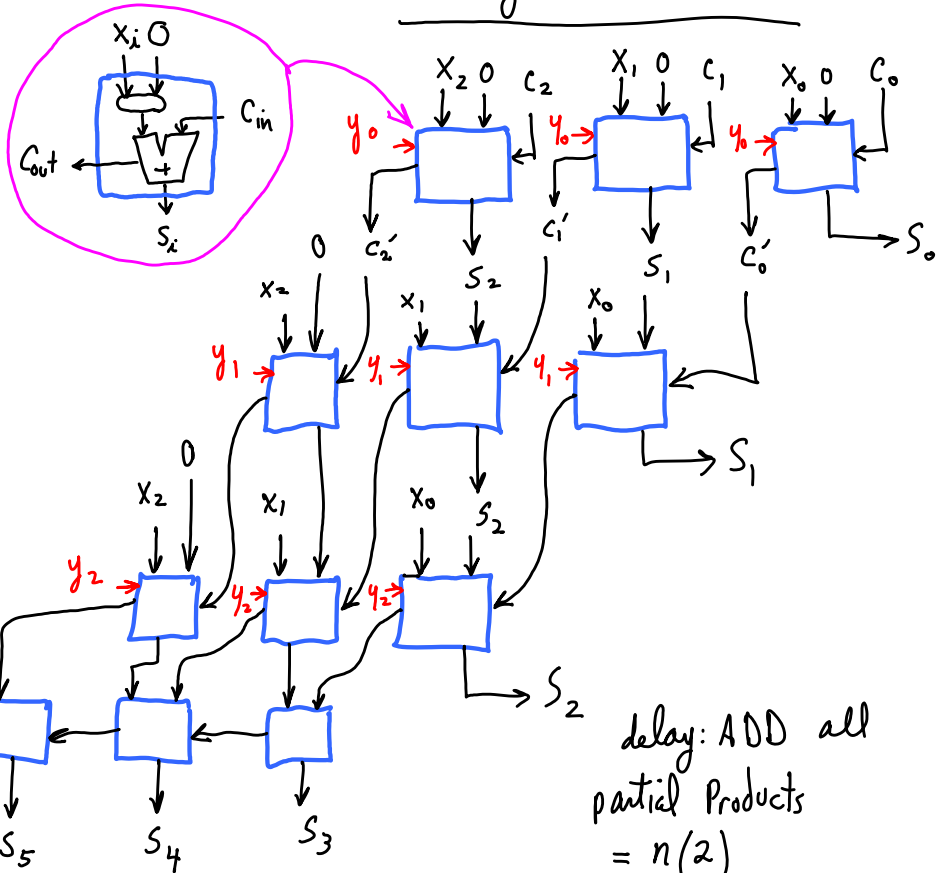 Xi 0
Cin
Cout
+
Si
X2 0 C2
X1 0 C1
X0 0 C0
y0
y0
y0
C2′
C1′
C0′
S2
S1
S0
X2 0
X1
X0
y1
y1
y1
S2
S1
X2 0
X1
X0
y2
y2
y2
S2
S5
S4
S3
delay: ADD all
partial Products
= n(2)